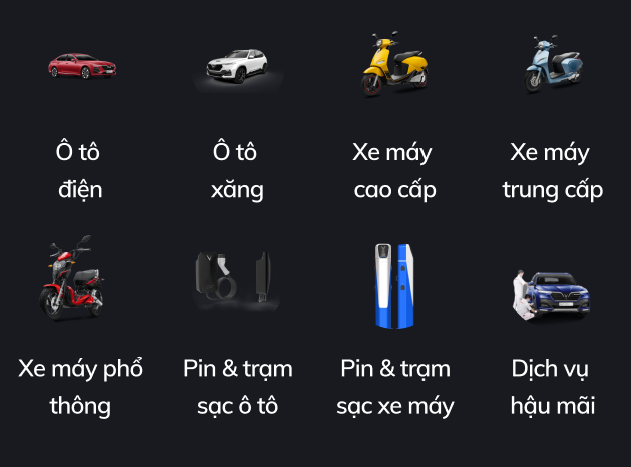 Ô tô
điện
Ô tô
xăng
Xe máy
cao cấp
Xe máy
trung cấp
Xe máy phổ
thông
Pin & trạm
sạc ô tô
Pin & trạm
sạc xe máy
Dịch vụ
hậu mãi